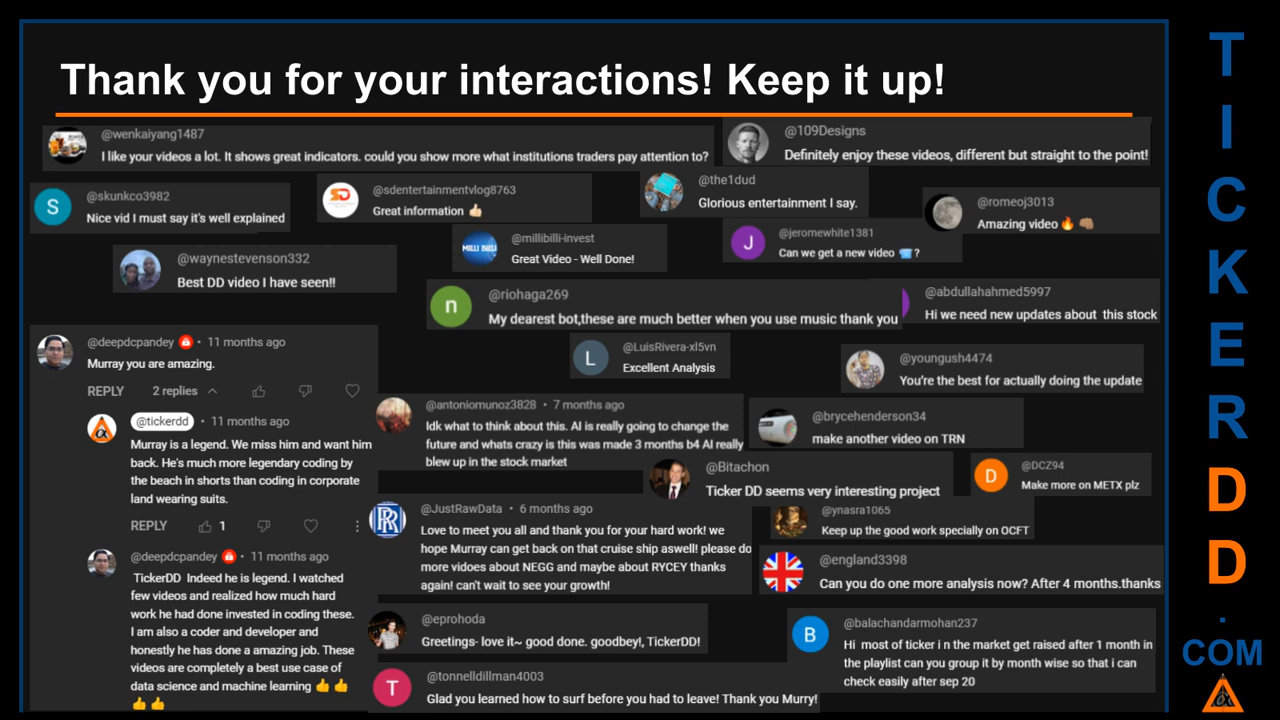 Thank you for your interactions! Keep it up!
@wenkaiyang1487
I like your videos a lot. It shows great indicators. could you show more what institutions traders pay attention to?
@109Designs
Definitely enjoy these videos, different but straight to the point!
S
@skunkco3982
Nice vid I must say it's well explained
@sdentertainmentvlog8763
Great information 👍🏻
@the1dud
Glorious entertainment I say.
@romeoj3013
Amazing video 🔥 👊🏽
@waynestevenson332
Best DD video I have seen!!
MILLI BILLI
@millibilli-invest
Great Video - Well Done!
J
@jeromewhite1381
Can we get a new video ?
n
@riohaga269
My dearest bot,these are much better when you use music thank you
@abdullahahmed5997
Hi we need new updates about this stock
L
@LuisRivera-xl5vn
Excellent Analysis
@youngush4474
You're the best for actually doing the update
@deepdcpandey • 11 months ago
Murray you are amazing.
REPLY 2 replies
@tickerdd • 11 months ago
Murray is a legend. We miss him and want him
back. He's much more legendary coding by
the beach in shorts than coding in corporate
land wearing suits.
REPLY 1
@deepdcpandey • 11 months ago
TickerDD Indeed he is legend. I watched
few videos and realized how much hard
work he had done invested in coding these.
I am also a coder and developer and
honestly he has done a amazing job. These
videos are completely a best use case of
data science and machine learning 👍 👍
👍 👍
@antoniomunoz3828 • 7 months ago
Idk what to think about this. AI is really going to change the
future and whats crazy is this was made 3 months b4 AI really
blew up in the stock market
@brycehenderson34
make another video on TRN
@Bitachon
Ticker DD seems very interesting project
D
@DCZ94
Make more on METX plz
@JustRawData • 6 months ago
Love to meet you all and thank you for your hard work! we
hope Murray can get back on that cruise ship aswell! please do
more vidoes about NEGG and maybe about RYCEY thanks
again! can't wait to see your growth!
@ynasra1065
Keep up the good work specially on OCFT
@england3398
Can you do one more analysis now? After 4 months.thanks
@eprohoda
Greetings- love it~ good done. goodbey!, TickerDD!
B
@balachandarmohan237
Hi most of ticker i n the market get raised after 1 month in
the playlist can you group it by month wise so that i can
check easily after sep 20
T
@tonnelldillman4003
Glad you learned how to surf before you had to leave! Thank you Murry!
TICKERDD.COM